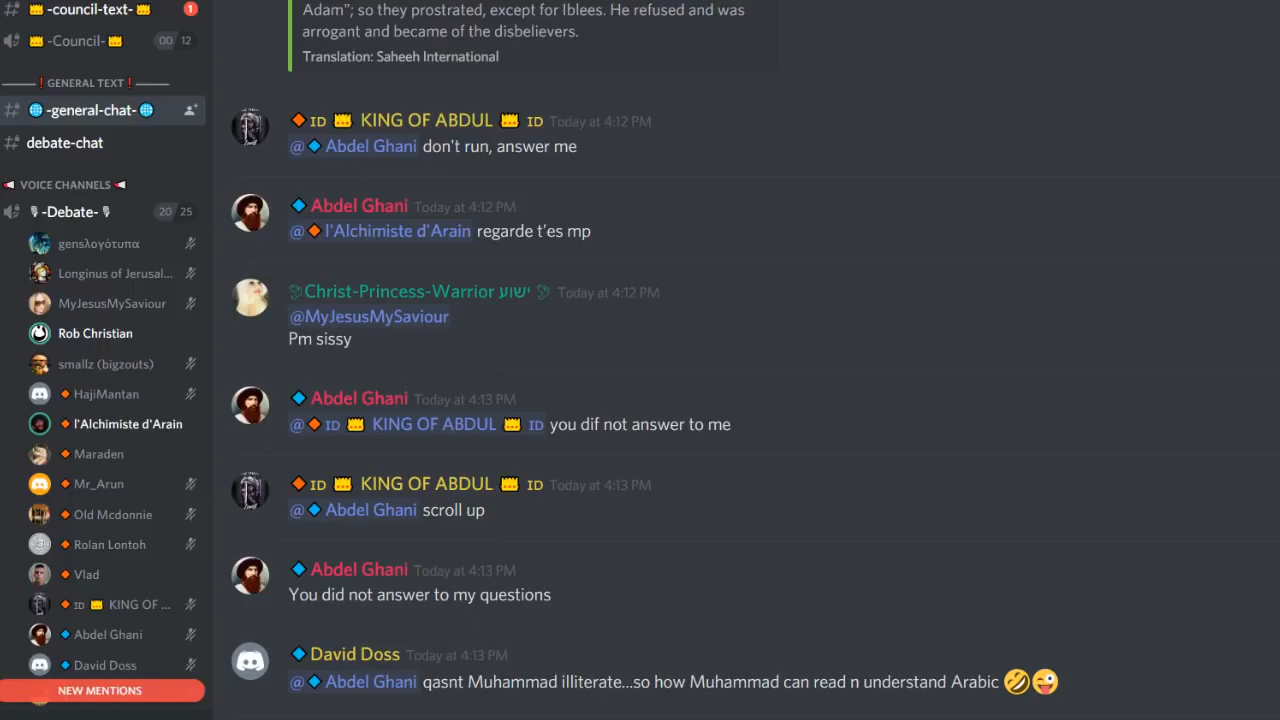 -council-text-
1
-Council-
00 12
GENERAL TEXT
-general-chat-
debate-chat
VOICE CHANNELS
-Debate-
20 25
gensλογότυπα
Longinus of Jerusal...
MyJesusMySaviour
Rob Christian
smallz (bigzouts)
HajiMantan
l'Alchimiste d'Arain
Maraden
Mr_Arun
Old Mcdonnie
Rolan Lontoh
Vlad
ID KING OF ...
Abdel Ghani
David Doss
NEW MENTIONS
Adam"; so they prostrated, except for Iblees. He refused and was
arrogant and became of the disbelievers.
Translation: Saheeh International
ID KING OF ABDUL ID Today at 4:12 PM
@ Abdel Ghani don't run, answer me
Abdel Ghani Today at 4:12 PM
@ l'Alchimiste d'Arain regarde t'es mp
Christ-Princess-Warrior ישוע Today at 4:12 PM
@MyJesusMySaviour
Pm sissy
Abdel Ghani Today at 4:13 PM
@ ID KING OF ABDUL ID you dif not answer to me
ID KING OF ABDUL ID Today at 4:13 PM
@ Abdel Ghani scroll up
Abdel Ghani Today at 4:13 PM
You did not answer to my questions
David Doss Today at 4:13 PM
@ Abdel Ghani qasnt Muhammad illiterate...so how Muhammad can read n understand Arabic 🤣😜